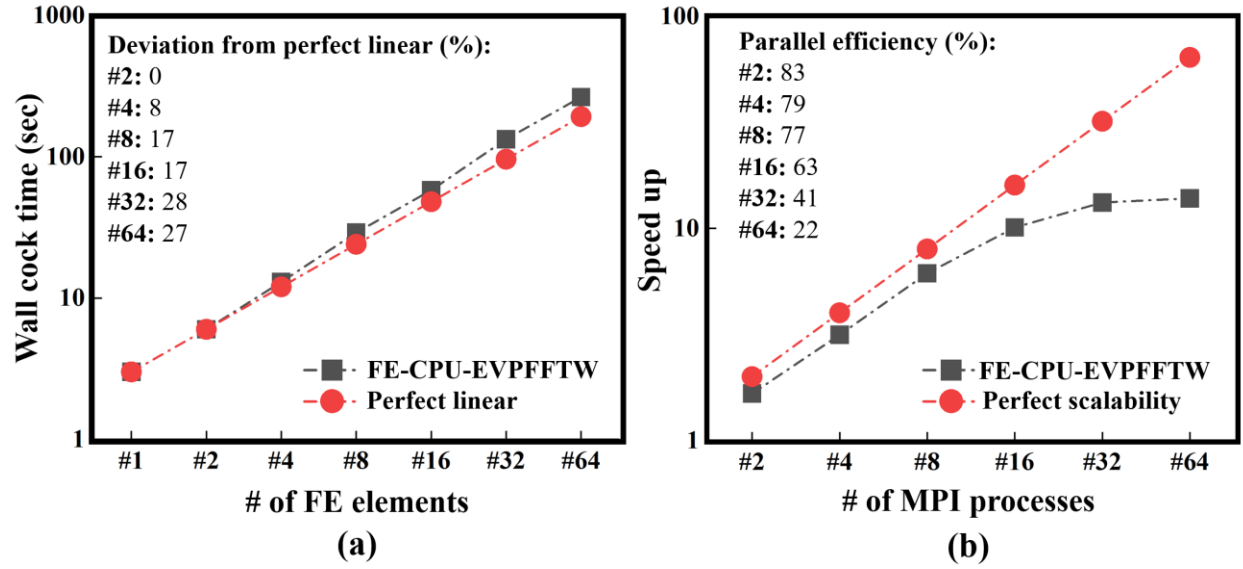 1000
100
10
1
Wall cock time (sec)
Deviation from perfect linear (%):
#2: 0
#4: 8
#8: 17
#16: 17
#32: 28
#64: 27
FE-CPU-EVPFFTW
Perfect linear
#1 #2 #4 #8 #16 #32 #64
# of FE elements
(a)
100
10
1
Speed up
Parallel efficiency (%):
#2: 83
#4: 79
#8: 77
#16: 63
#32: 41
#64: 22
FE-CPU-EVPFFTW
Perfect scalability
#2 #4 #8 #16 #32 #64
# of MPI processes
(b)